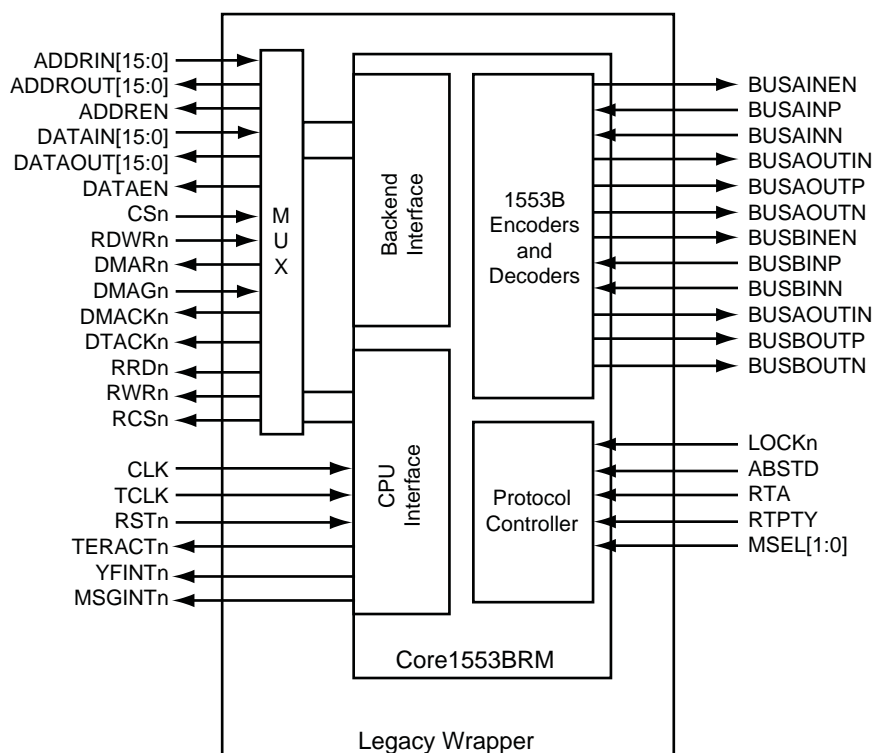 ADDRIN[15:0]
ADDROUT[15:0]
ADDREN
DATAIN[15:0]
DATAOUT[15:0]
DATAEN
CSn
RDWRn
DMARn
DMAGn
DMACKn
DTACKn
RRDn
RWRn
RCSn
CLK
TCLK
RSTn
TERACTn
YFINTn
MSGINTn
M
U
X
Backend
Interface
CPU
Interface
1553B
Encoders
and
Decoders
Protocol
Controller
Core1553BRM
Legacy Wrapper
BUSAINEN
BUSAINP
BUSAINN
BUSAOUTIN
BUSAOUTP
BUSAOUTN
BUSBINEN
BUSBINP
BUSBINN
BUSAOUTIN
BUSBOUTP
BUSBOUTN
LOCKn
ABSTD
RTA
RTPTY
MSEL[1:0]